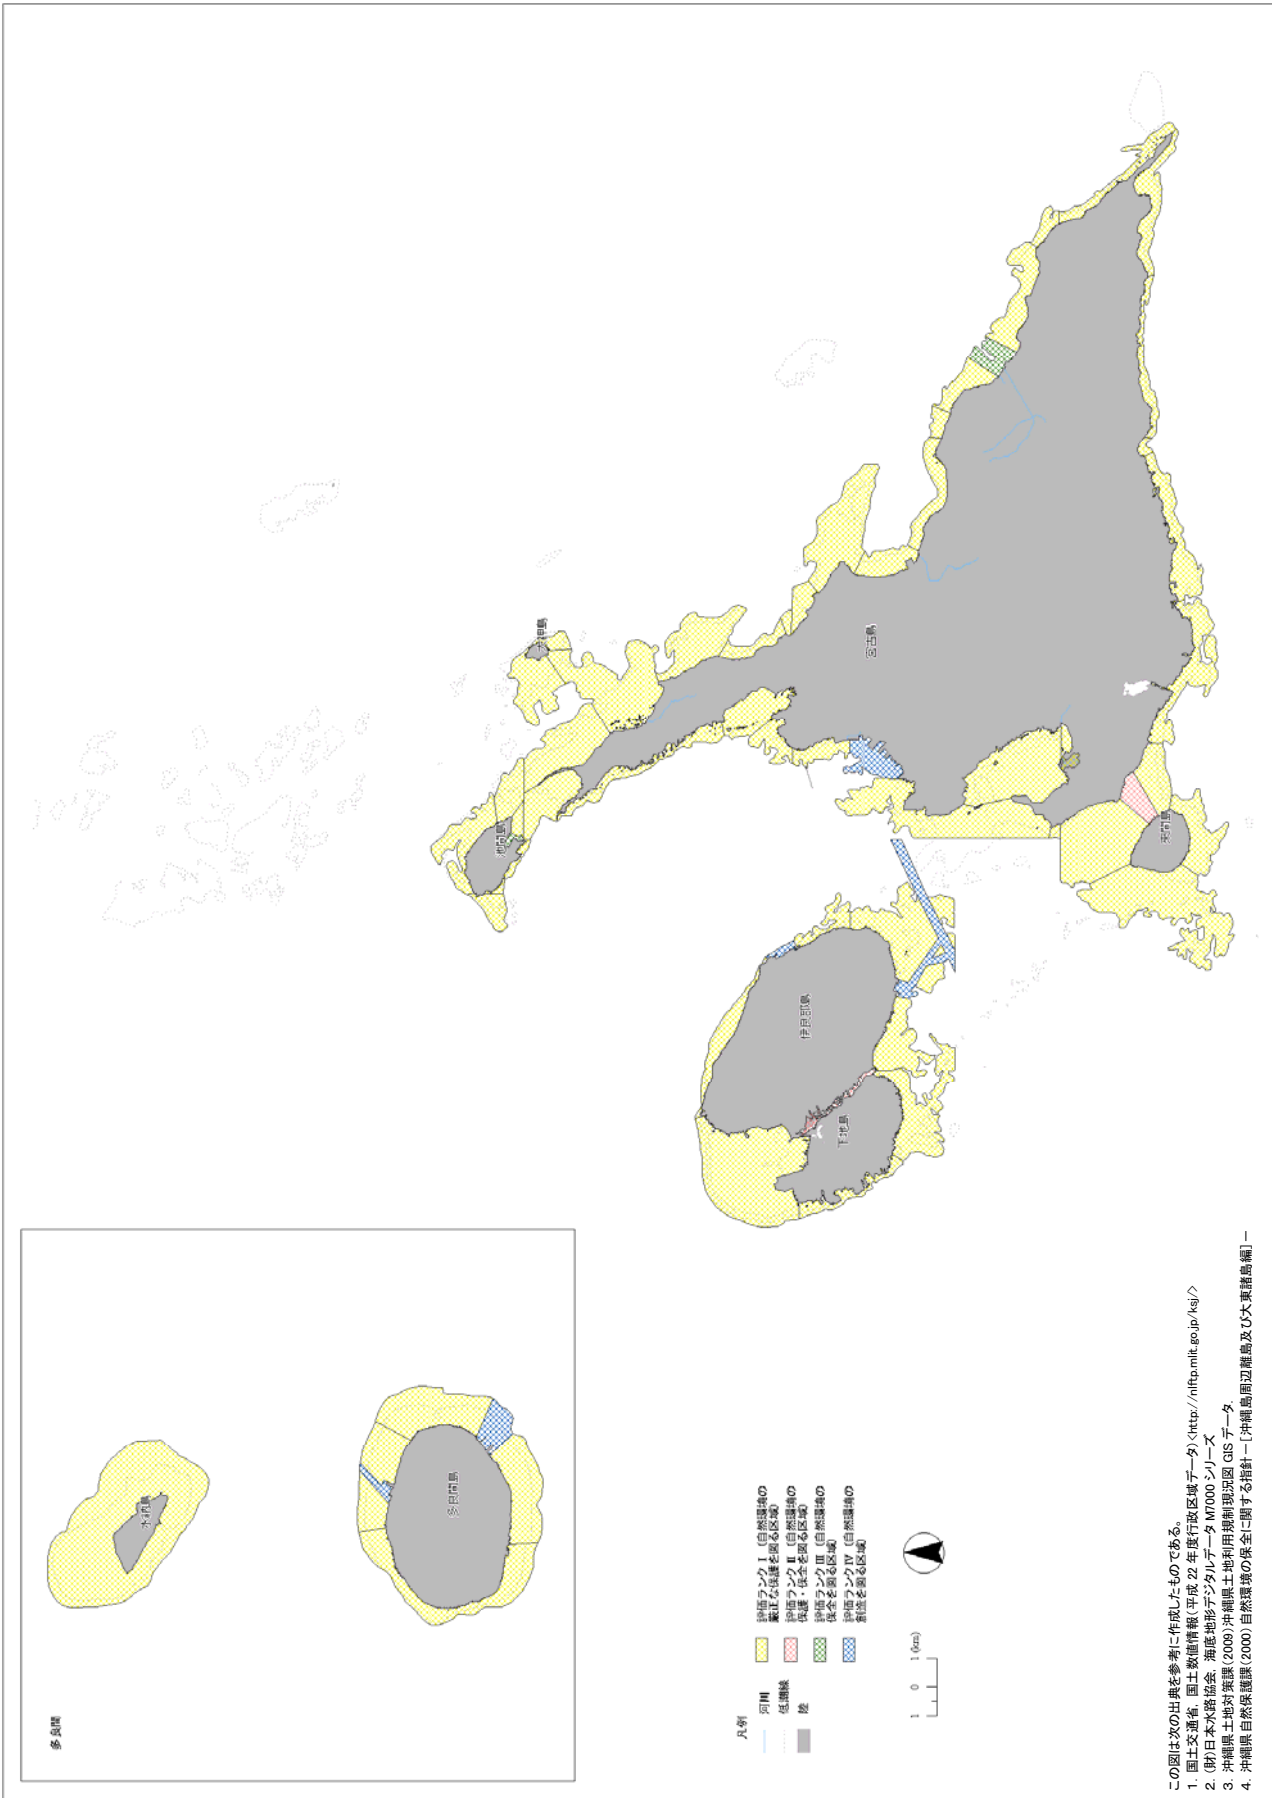 多良間
水納島
多良間島
池間島
大神島
宮古島
伊良部島
下地島
来間島
凡例
河川
低潮線
陸
評価ランク I (自然環境の
厳正な保護を図る区域)
評価ランク II (自然環境の
保護・保全を図る区域)
評価ランク III (自然環境の
保全を図る区域)
評価ランク IV (自然環境の
創造を図る区域)
1 0 1 (km)
この図は次の出典を参考に作成したものである。
1. 国土交通省. 国土数値情報(平成 22 年度行政区域データ)<http://nlftp.mlit.go.jp/ksj/>
2. (財)日本水路協会. 海底地形デジタルデータ M7000 シリーズ
3. 沖縄県土地対策課(2009)沖縄県土地利用規制現況図 GIS データ.
4. 沖縄県自然保護課(2000)自然環境の保全に関する指針－[沖縄島周辺離島及び大東諸島編]－